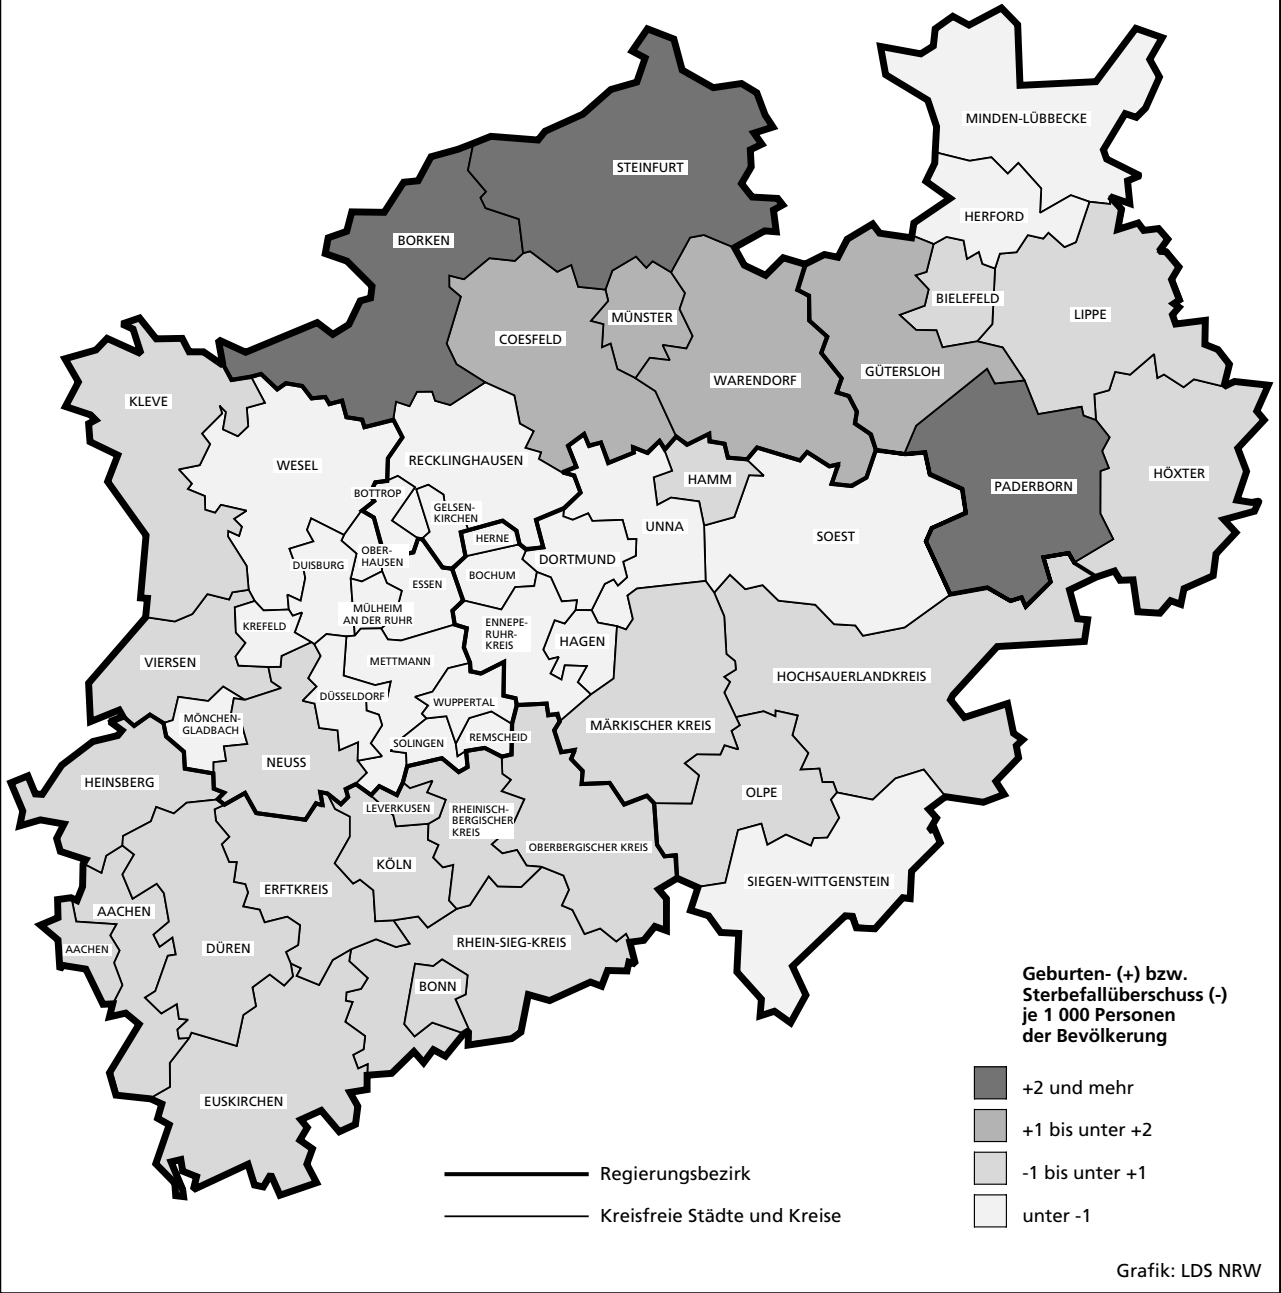 MINDEN-LÜBBECKE
STEINFURT
HERFORD
BORKEN
BIELEFELD
LIPPE
MÜNSTER
COESFELD
GÜTERSLOH
WARENDORF
KLEVE
RECKLINGHAUSEN
WESEL
HÖXTER
HAMM
PADERBORN
BOTTROP
GELSEN-
KIRCHEN
UNNA
SOEST
HERNE
OBER-
HAUSEN
DORTMUND
DUISBURG
BOCHUM
ESSEN
MÜLHEIM
AN DER RUHR
KREFELD
ENNEPE-
RUHR-
KREIS
HAGEN
VIERSEN
METTMANN
HOCHSAUERLANDKREIS
DÜSSELDORF
WUPPERTAL
MÖNCHEN-
GLADBACH
MÄRKISCHER KREIS
REMSCHEID
SOLINGEN
NEUSS
HEINSBERG
OLPE
LEVERKUSEN
RHEINISCH-
BERGISCHER
KREIS
OBERBERGISCHER KREIS
KÖLN
SIEGEN-WITTGENSTEIN
ERFTKREIS
AACHEN
RHEIN-SIEG-KREIS
AACHEN
DÜREN
BONN
EUSKIRCHEN
Geburten- (+) bzw.
Sterbefallüberschuss (-)
je 1 000 Personen
der Bevölkerung
+2 und mehr
+1 bis unter +2
-1 bis unter +1
unter -1
Regierungsbezirk
Kreisfreie Städte und Kreise
Grafik: LDS NRW